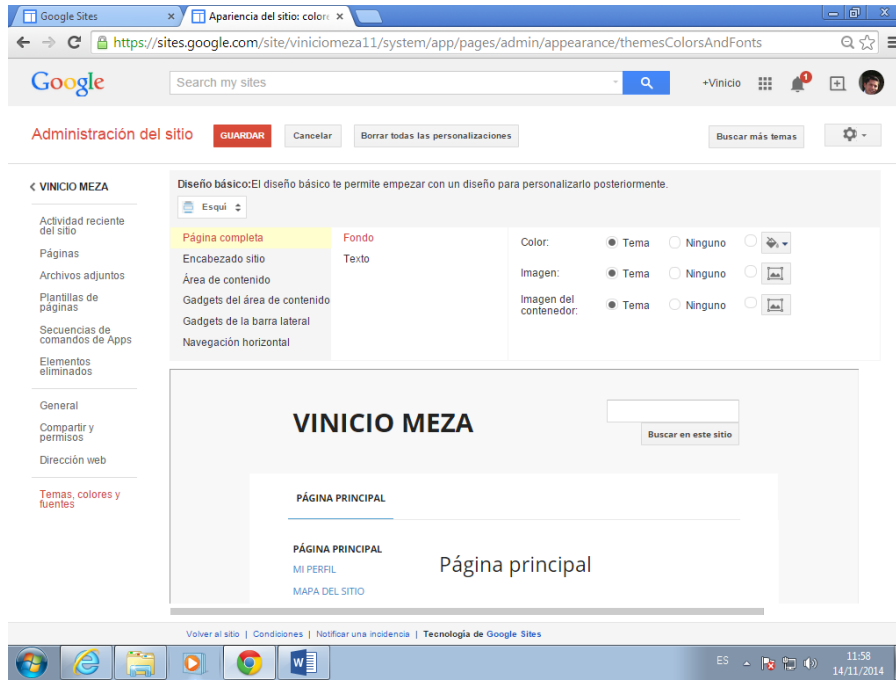 Google Sites
Apariencia del sitio: colore
https://sites.google.com/site/viniciomeza11/system/app/pages/admin/appearance/themesColorsAndFonts
Google
Search my sites
+Vinicio
1
Administración del sitio
GUARDAR
Cancelar
Borrar todas las personalizaciones
Buscar más temas
VINICIO MEZA
Actividad reciente
del sitio
Páginas
Archivos adjuntos
Plantillas de
páginas
Secuencias de
comandos de Apps
Elementos
eliminados
General
Compartir y
permisos
Dirección web
Temas, colores y
fuentes
Diseño básico:El diseño básico te permite empezar con un diseño para personalizarlo posteriormente.
Esquí
Página completa
Encabezado sitio
Área de contenido
Gadgets del área de contenido
Gadgets de la barra lateral
Navegación horizontal
Fondo
Texto
Color:
Tema
Ninguno
Imagen:
Tema
Ninguno
Imagen del
contenedor:
Tema
Ninguno
VINICIO MEZA
Buscar en este sitio
PÁGINA PRINCIPAL
PÁGINA PRINCIPAL
MI PERFIL
MAPA DEL SITIO
Página principal
Volver al sitio | Condiciones | Notificar una incidencia | Tecnología de Google Sites
ES
11:58
14/11/2014